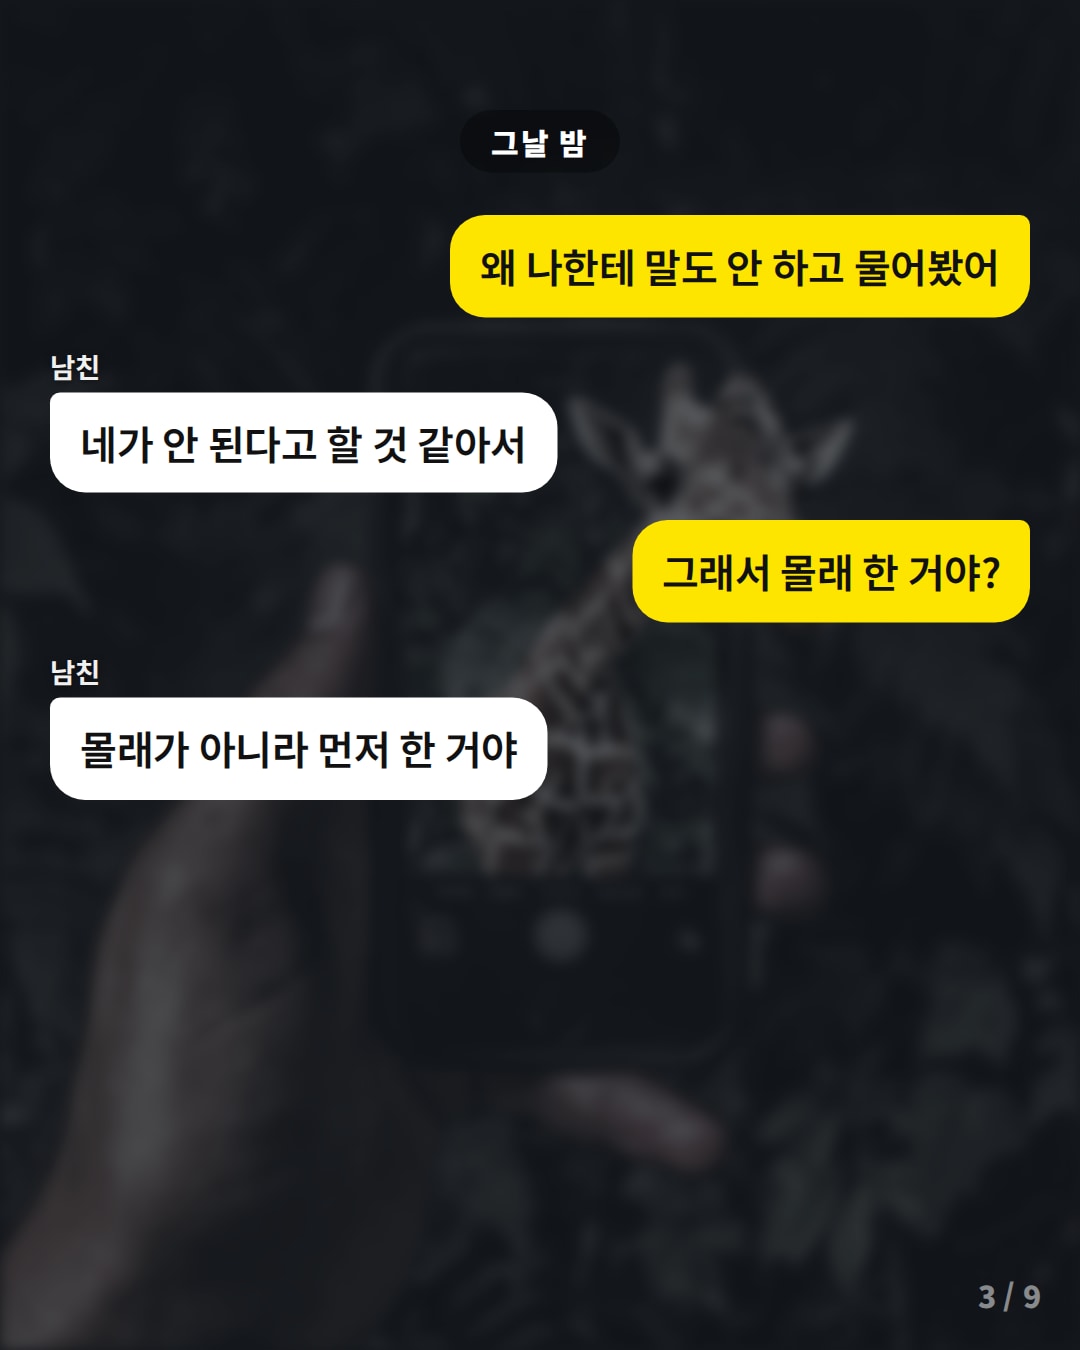 그날 밤
왜 나한테 말도 안 하고 물어봤어
남친
네가 안 된다고 할 것 같아서
그래서 몰래 한 거야?
남친
몰래가 아니라 먼저 한 거야
3 / 9